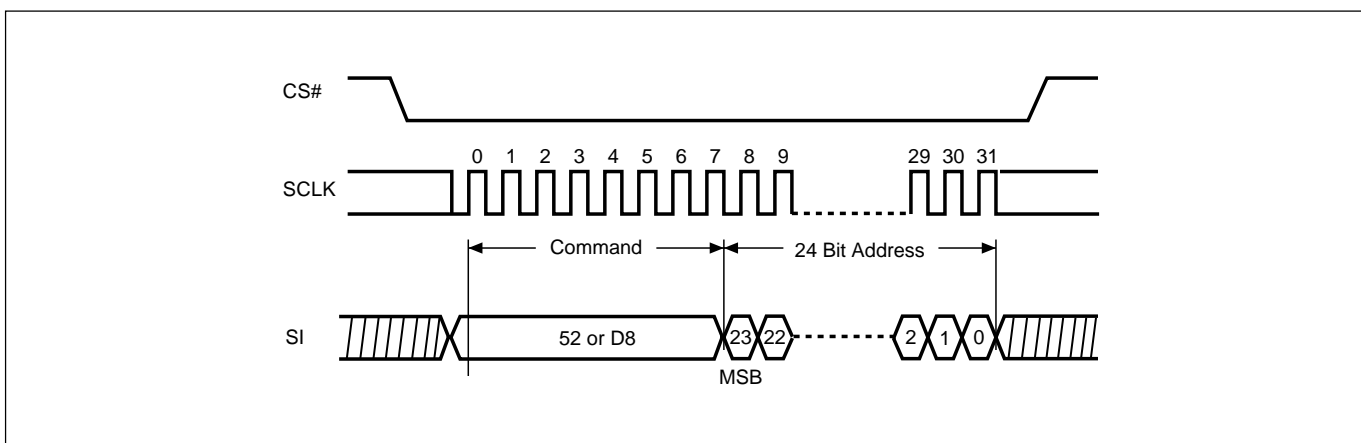 CS#
0 1 2 3 4 5 6 7 8 9 29 30 31
SCLK
Command 24 Bit Address
SI 52 or D8 23 22 2 1 0
MSB